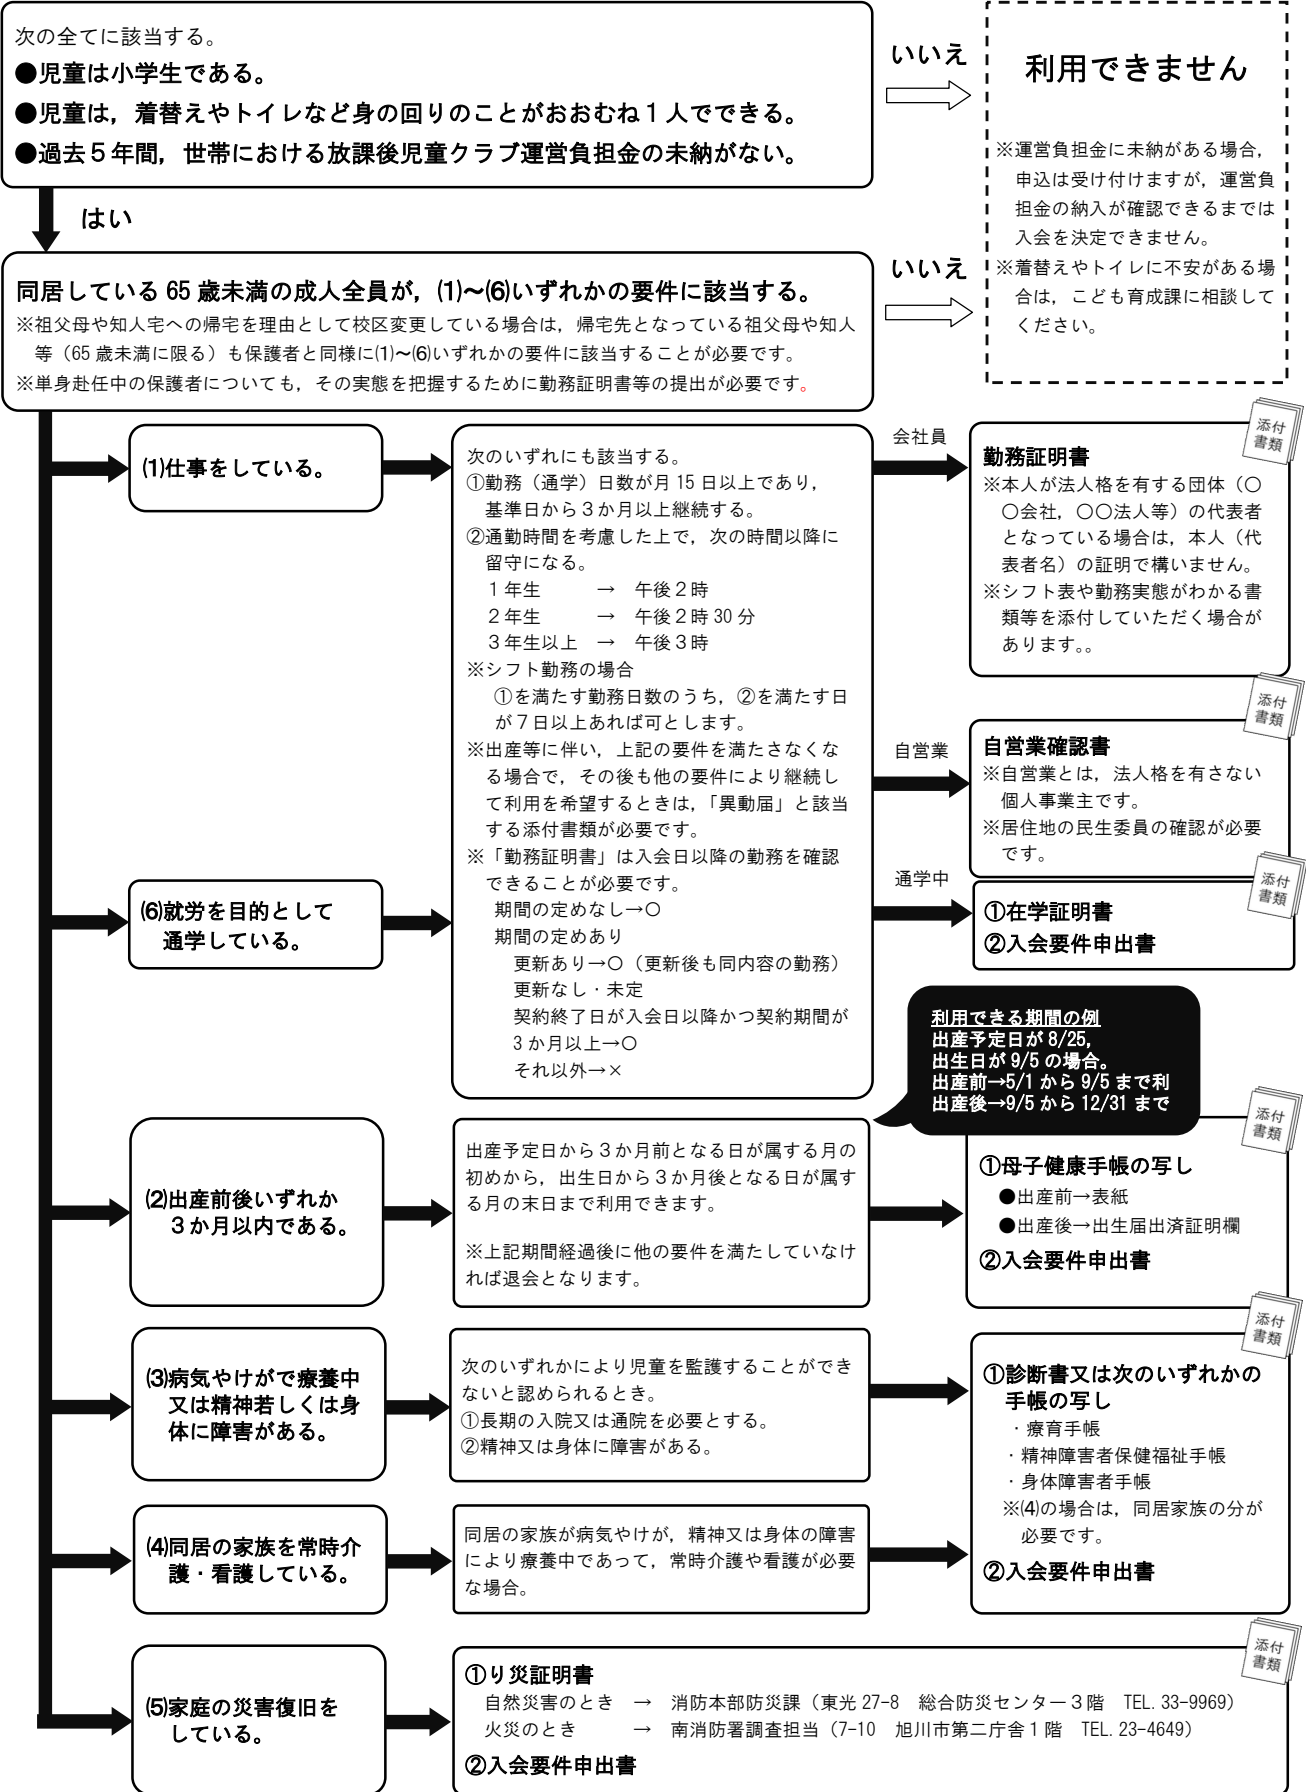 次の全てに該当する。
●児童は小学生である。
●児童は，着替えやトイレなど身の回りのことがおおむね１人でできる。
●過去５年間，世帯における放課後児童クラブ運営負担金の未納がない。
いいえ
利用できません
※運営負担金に未納がある場合，
申込は受け付けますが，運営負
担金の納入が確認できるまでは
入会を決定できません。
※着替えやトイレに不安がある場
合は，こども育成課に相談して
ください。
はい
同居している 65 歳未満の成人全員が，⑴～⑹いずれかの要件に該当する。
※祖父母や知人宅への帰宅を理由として校区変更している場合は，帰宅先となっている祖父母や知人
等（65 歳未満に限る）も保護者と同様に⑴～⑹いずれかの要件に該当することが必要です。
※単身赴任中の保護者についても，その実態を把握するために勤務証明書等の提出が必要です。
いいえ
⑴仕事をしている。
次のいずれにも該当する。
①勤務（通学）日数が月 15 日以上であり，
基準日から３か月以上継続する。
②通勤時間を考慮した上で，次の時間以降に
留守になる。
１年生　→　午後２時
２年生　→　午後２時 30 分
３年生以上　→　午後３時
※シフト勤務の場合
①を満たす勤務日数のうち，②を満たす日
が７日以上あれば可とします。
※出産等に伴い，上記の要件を満たさなくな
る場合で，その後も他の要件により継続し
て利用を希望するときは，「異動届」と該当
する添付書類が必要です。
※「勤務証明書」は入会日以降の勤務を確認
できることが必要です。
期間の定めなし→〇
期間の定めあり
更新あり→〇（更新後も同内容の勤務）
更新なし・未定
契約終了日が入会日以降かつ契約期間が
３か月以上→〇
それ以外→×
会社員
添付
書類
勤務証明書
※本人が法人格を有する団体（〇
〇会社，〇〇法人等）の代表者
となっている場合は，本人（代
表者名）の証明で構いません。
※シフト表や勤務実態がわかる書
類等を添付していただく場合が
あります。。
自営業
添付
書類
自営業確認書
※自営業とは，法人格を有さない
個人事業主です。
※居住地の民生委員の確認が必要
です。
⑹就労を目的として
通学している。
通学中
添付
書類
①在学証明書
②入会要件申出書
利用できる期間の例
出産予定日が 8/25，
出生日が 9/5 の場合。
出産前→5/1 から 9/5 まで利
出産後→9/5 から 12/31 まで
⑵出産前後いずれか
３か月以内である。
出産予定日から３か月前となる日が属する月の
初めから，出生日から３か月後となる日が属す
る月の末日まで利用できます。
※上記期間経過後に他の要件を満たしていなけ
れば退会となります。
添付
書類
①母子健康手帳の写し
●出産前→表紙
●出産後→出生届出済証明欄
②入会要件申出書
⑶病気やけがで療養中
又は精神若しくは身
体に障害がある。
次のいずれかにより児童を監護することができ
ないと認められるとき。
①長期の入院又は通院を必要とする。
②精神又は身体に障害がある。
添付
書類
①診断書又は次のいずれかの
手帳の写し
・療育手帳
・精神障害者保健福祉手帳
・身体障害者手帳
※⑷の場合は，同居家族の分が
必要です。
②入会要件申出書
⑷同居の家族を常時介
護・看護している。
同居の家族が病気やけが，精神又は身体の障害
により療養中であって，常時介護や看護が必要
な場合。
⑸家庭の災害復旧を
している。
添付
書類
①り災証明書
自然災害のとき　→　消防本部防災課（東光 27-8　総合防災センター３階　TEL. 33-9969）
火災のとき　→　南消防署調査担当（7-10　旭川市第二庁舎１階　TEL. 23-4649）
②入会要件申出書